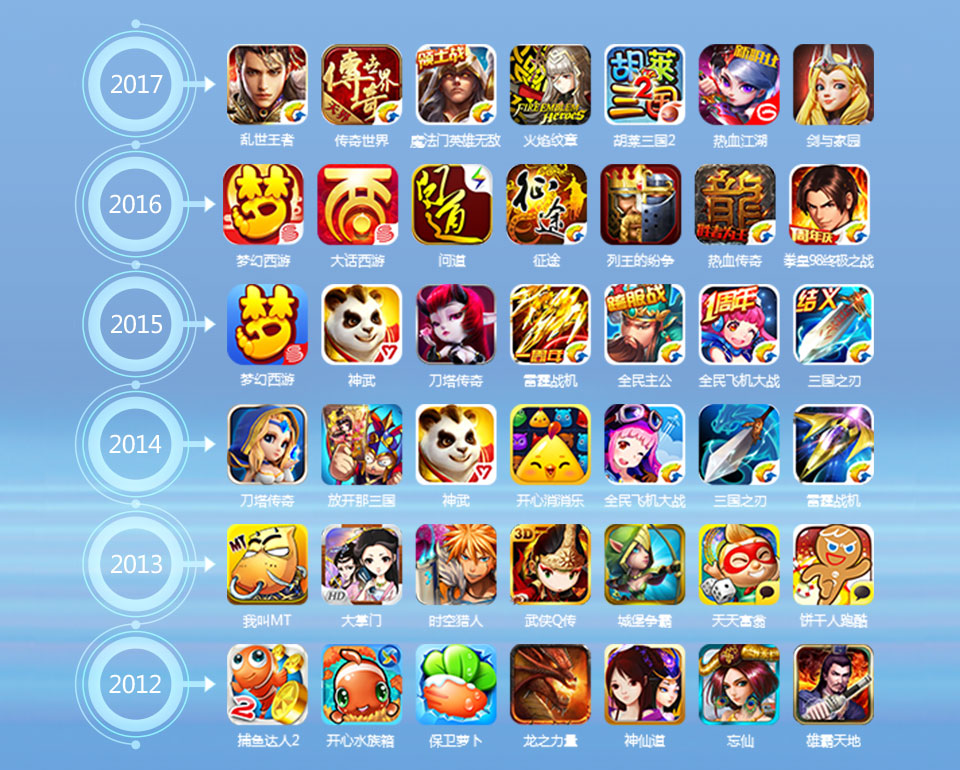 2017
乱世王者 传奇世界 魔法门英雄无敌 火焰纹章 胡莱三国2 热血江湖 剑与家园
2016
梦幻西游 大话西游 问道 征途 列王的纷争 热血传奇 拳皇98终极之战
2015
梦幻西游 神武 刀塔传奇 雷霆战机 全民主公 全民飞机大战 三国之刃
2014
刀塔传奇 放开那三国 神武 开心消消乐 全民飞机大战 三国之刃 雷霆战机
2013
我叫MT 大掌门 时空猎人 武侠Q传 城堡争霸 天天富翁 饼干人跑酷
2012
捕鱼达人2 开心水族箱 保卫萝卜 龙之力量 神仙道 忘仙 雄霸天地